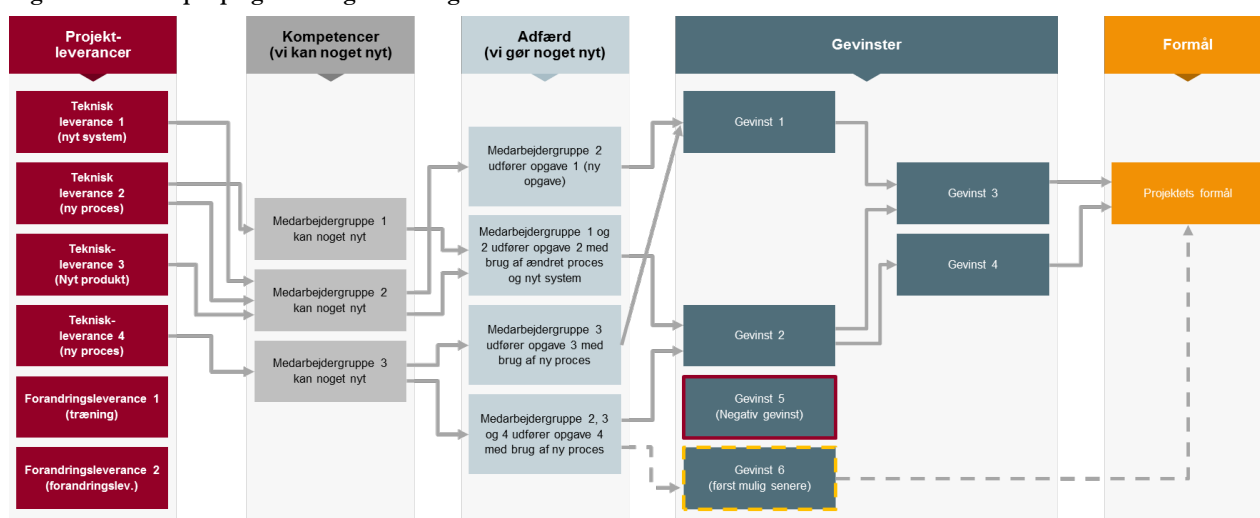 Projekt-
leverancer
Kompetencer
(vi kan noget nyt)
Adfærd
(vi gør noget nyt)
Gevinster
Formål
Teknisk
leverance 1
(nyt system)
Teknisk
leverance 2
(ny proces)
Teknisk-
leverance 3
(Nyt produkt)
Teknisk-
leverance 4
(ny proces)
Forandringsleverance 1
(træning)
Forandringsleverance 2
(forandringslev.)
Medarbejdergruppe 1
kan noget nyt
Medarbejdergruppe 2
kan noget nyt
Medarbejdergruppe 3
kan noget nyt
Medarbejdergruppe 2
udfører opgave 1 (ny
opgave)
Medarbejdergruppe 1 og
2 udfører opgave 2 med
brug af ændret proces
og nyt system
Medarbejdergruppe 3
udfører opgave 3 med
brug af ny proces
Medarbejdergruppe 2, 3
og 4 udfører opgave 4
med brug af ny proces
Gevinst 1
Gevinst 2
Gevinst 5
(Negativ gevinst)
Gevinst 6
(først mulig senere)
Gevinst 3
Gevinst 4
Projektets formål